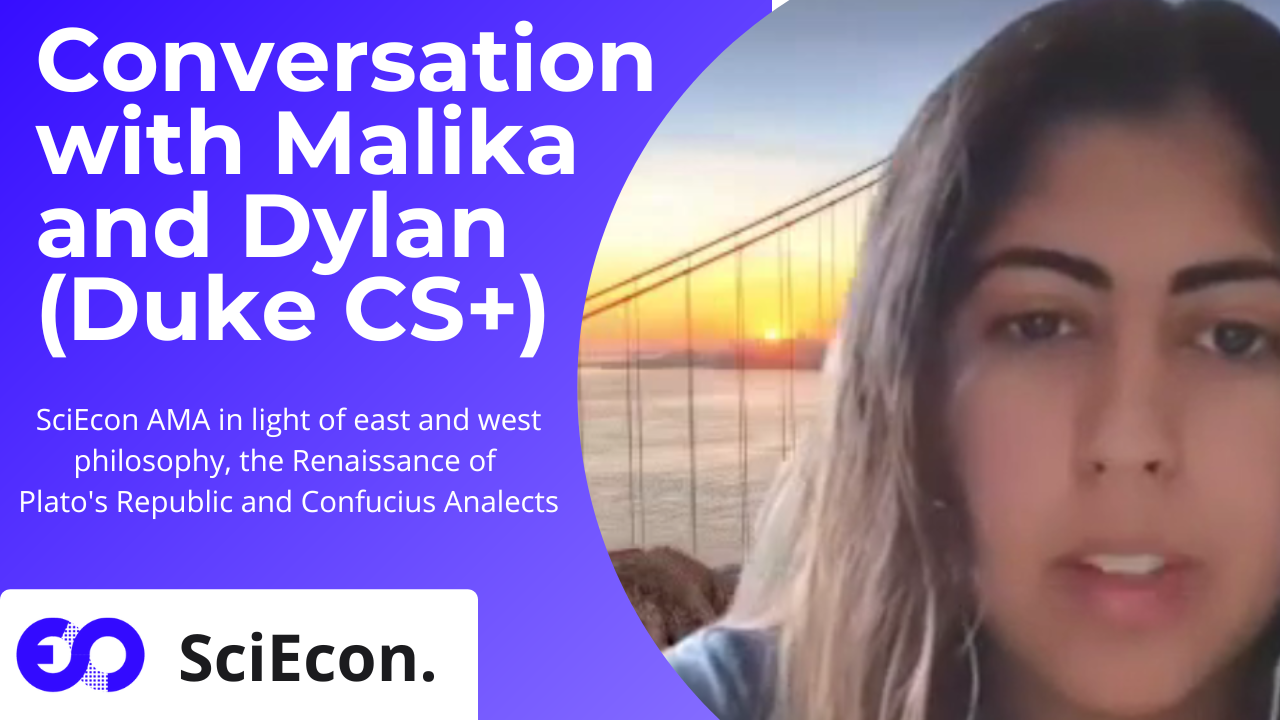 Conversation
with Malika
and Dylan
(Duke CS+)
SciEcon AMA in light of east and west
philosophy, the Renaissance of
Plato's Republic and Confucius Analects
SciEcon.